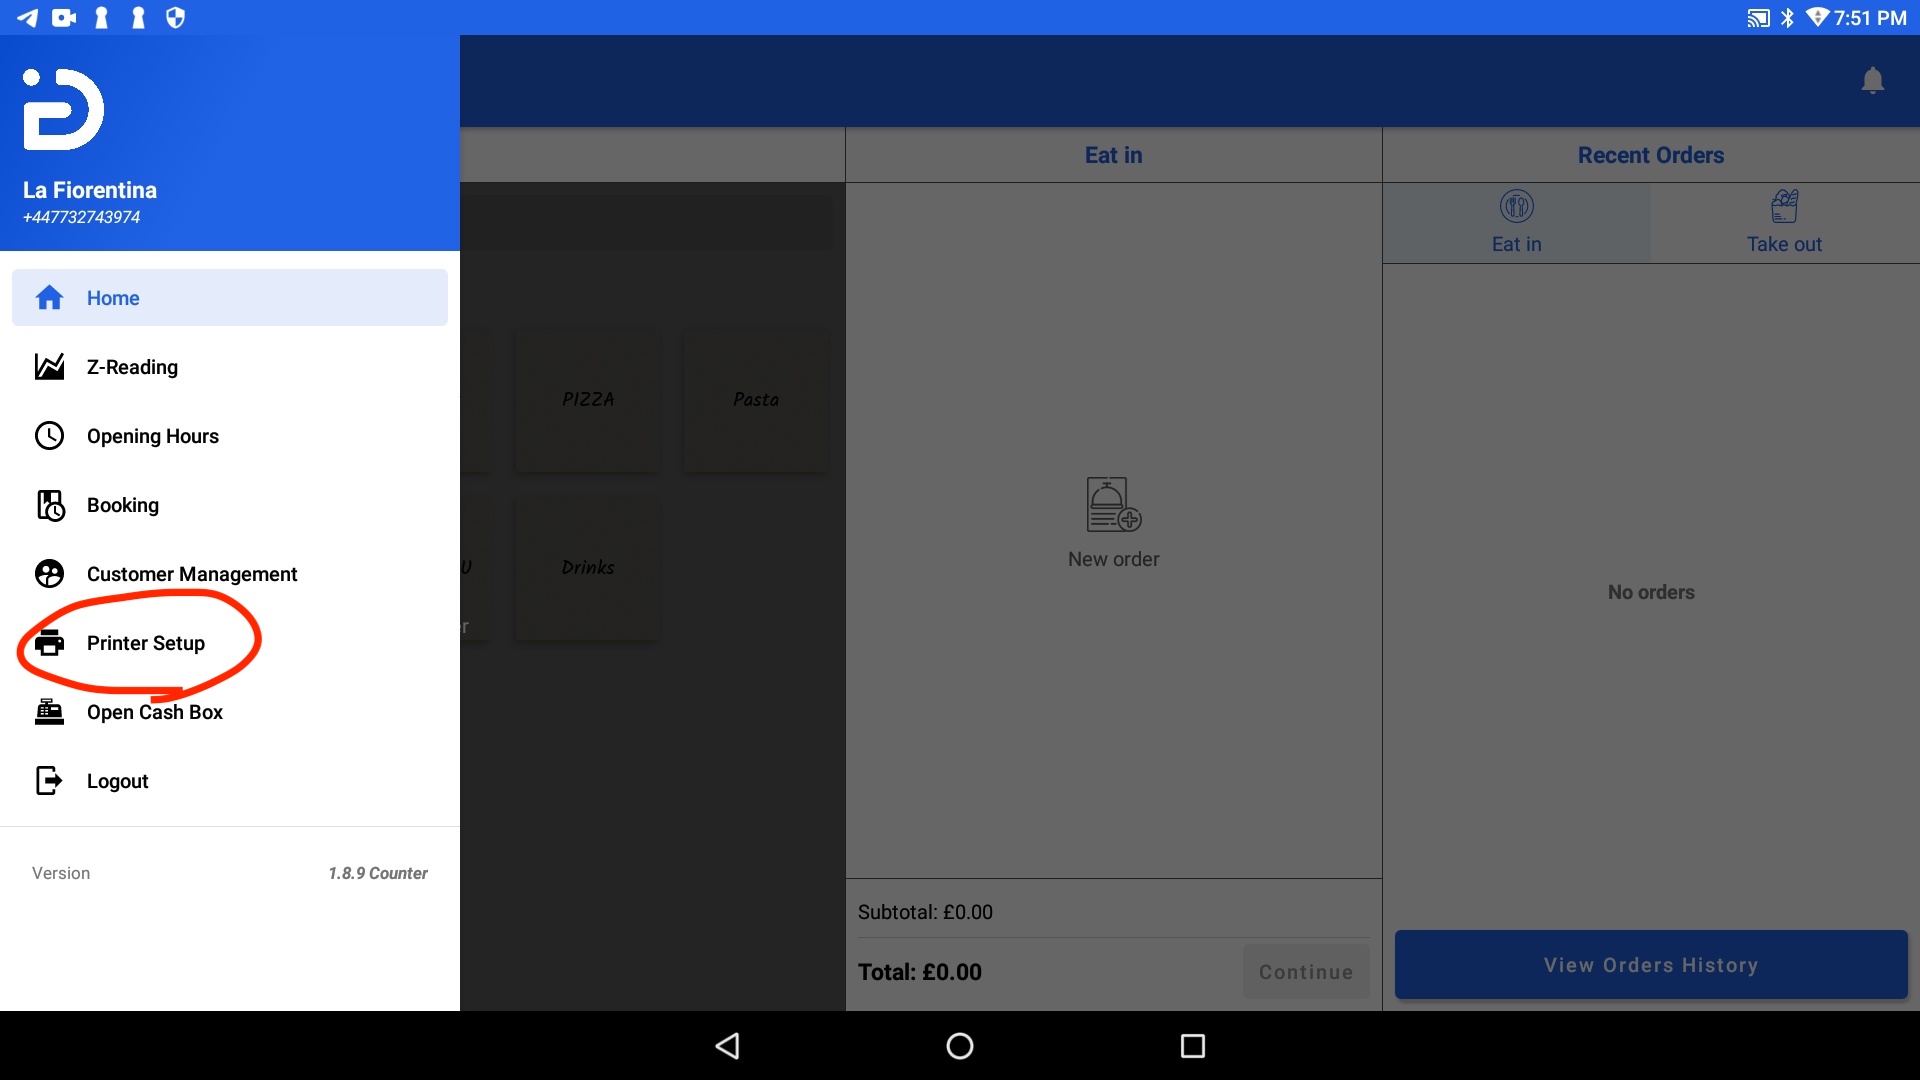 7:51 PM
La Fiorentina
+447732743974
Home
Z-Reading
Opening Hours
Booking
Customer Management
Printer Setup
Open Cash Box
Logout
Version
1.8.9 Counter
PIZZA
Pasta
U
Drinks
er
Eat in
New order
Subtotal: £0.00
Total: £0.00
Continue
Recent Orders
Eat in
Take out
No orders
View Orders History